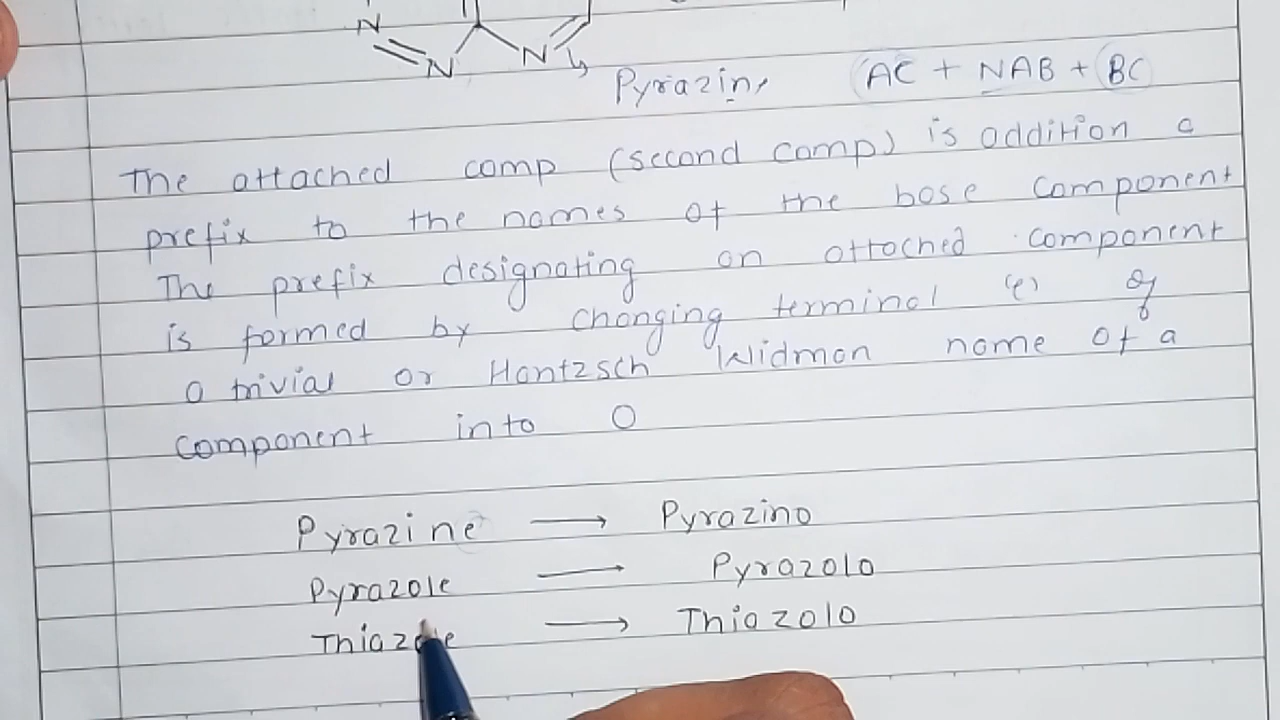 N
N N
Pyrazin, AC + NAB + BC
The attached comp (second comp) is addition a
prefix to the names of the base component
The prefix designating an attached component
is formed by changing terminal (e) of
a trivial or Hantzsch Widman name of a
component into O
Pyrazine → Pyrazino
Pyrazole → Pyrazolo
Thiazole → Thiazolo